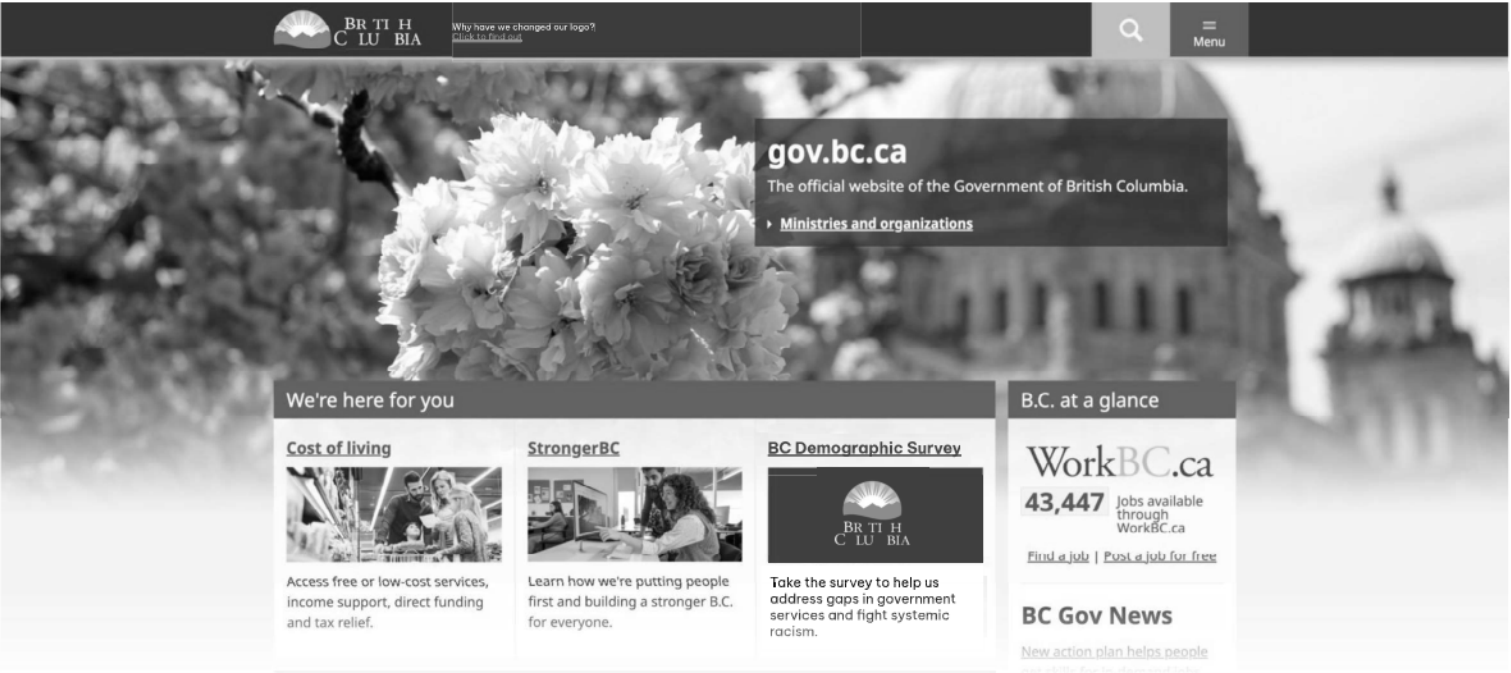 BR TI H
C LU BIA
Why have we changed our logo?
Click to find out
Menu
gov.bc.ca
The official website of the Government of British Columbia.
Ministries and organizations
We're here for you
Cost of living
Access free or low-cost services,
income support, direct funding
and tax relief.
StrongerBC
Learn how we're putting people
first and building a stronger B.C.
for everyone.
BC Demographic Survey
BR TI H
C LU BIA
Take the survey to help us
address gaps in government
services and fight systemic
racism.
B.C. at a glance
WorkBC.ca
43,447 Jobs available
through
WorkBC.ca
Find a job | Post a job for free
BC Gov News
New action plan helps people